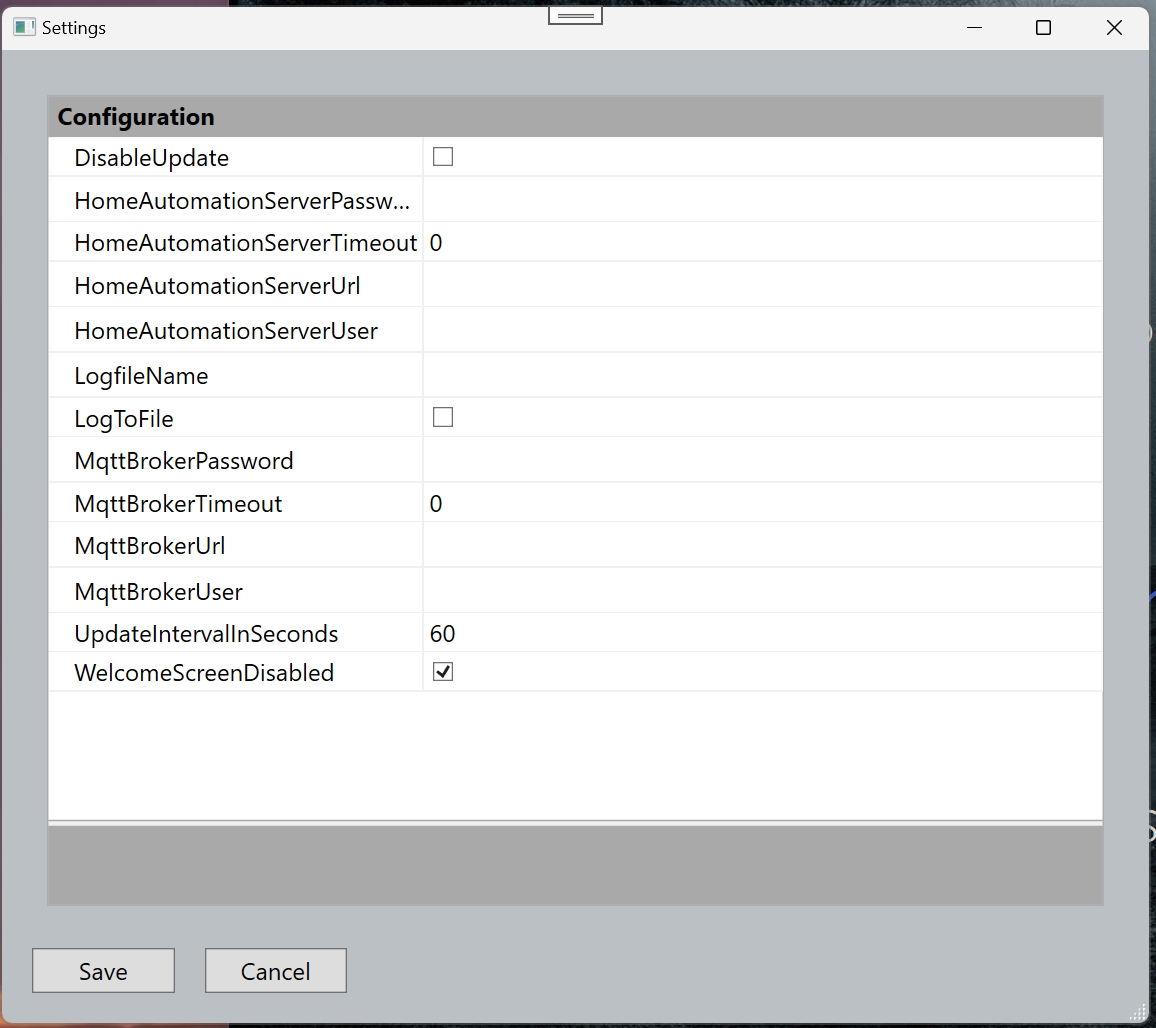 Settings
Configuration
DisableUpdate
HomeAutomationServerPassw...
HomeAutomationServerTimeout 0
HomeAutomationServerUrl
HomeAutomationServerUser
LogfileName
LogToFile
MqttBrokerPassword
MqttBrokerTimeout 0
MqttBrokerUrl
MqttBrokerUser
UpdateIntervalInSeconds 60
WelcomeScreenDisabled
Save Cancel